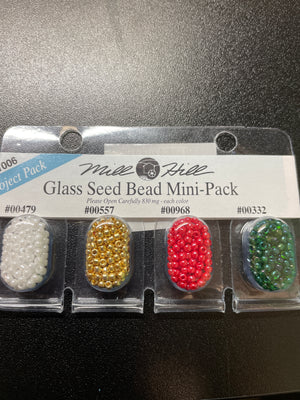 006
Project Pack
Mill Hill
Glass Seed Bead Mini-Pack
Please Open Carefully 830 mg - each color
#00479 #00557 #00968 #00332